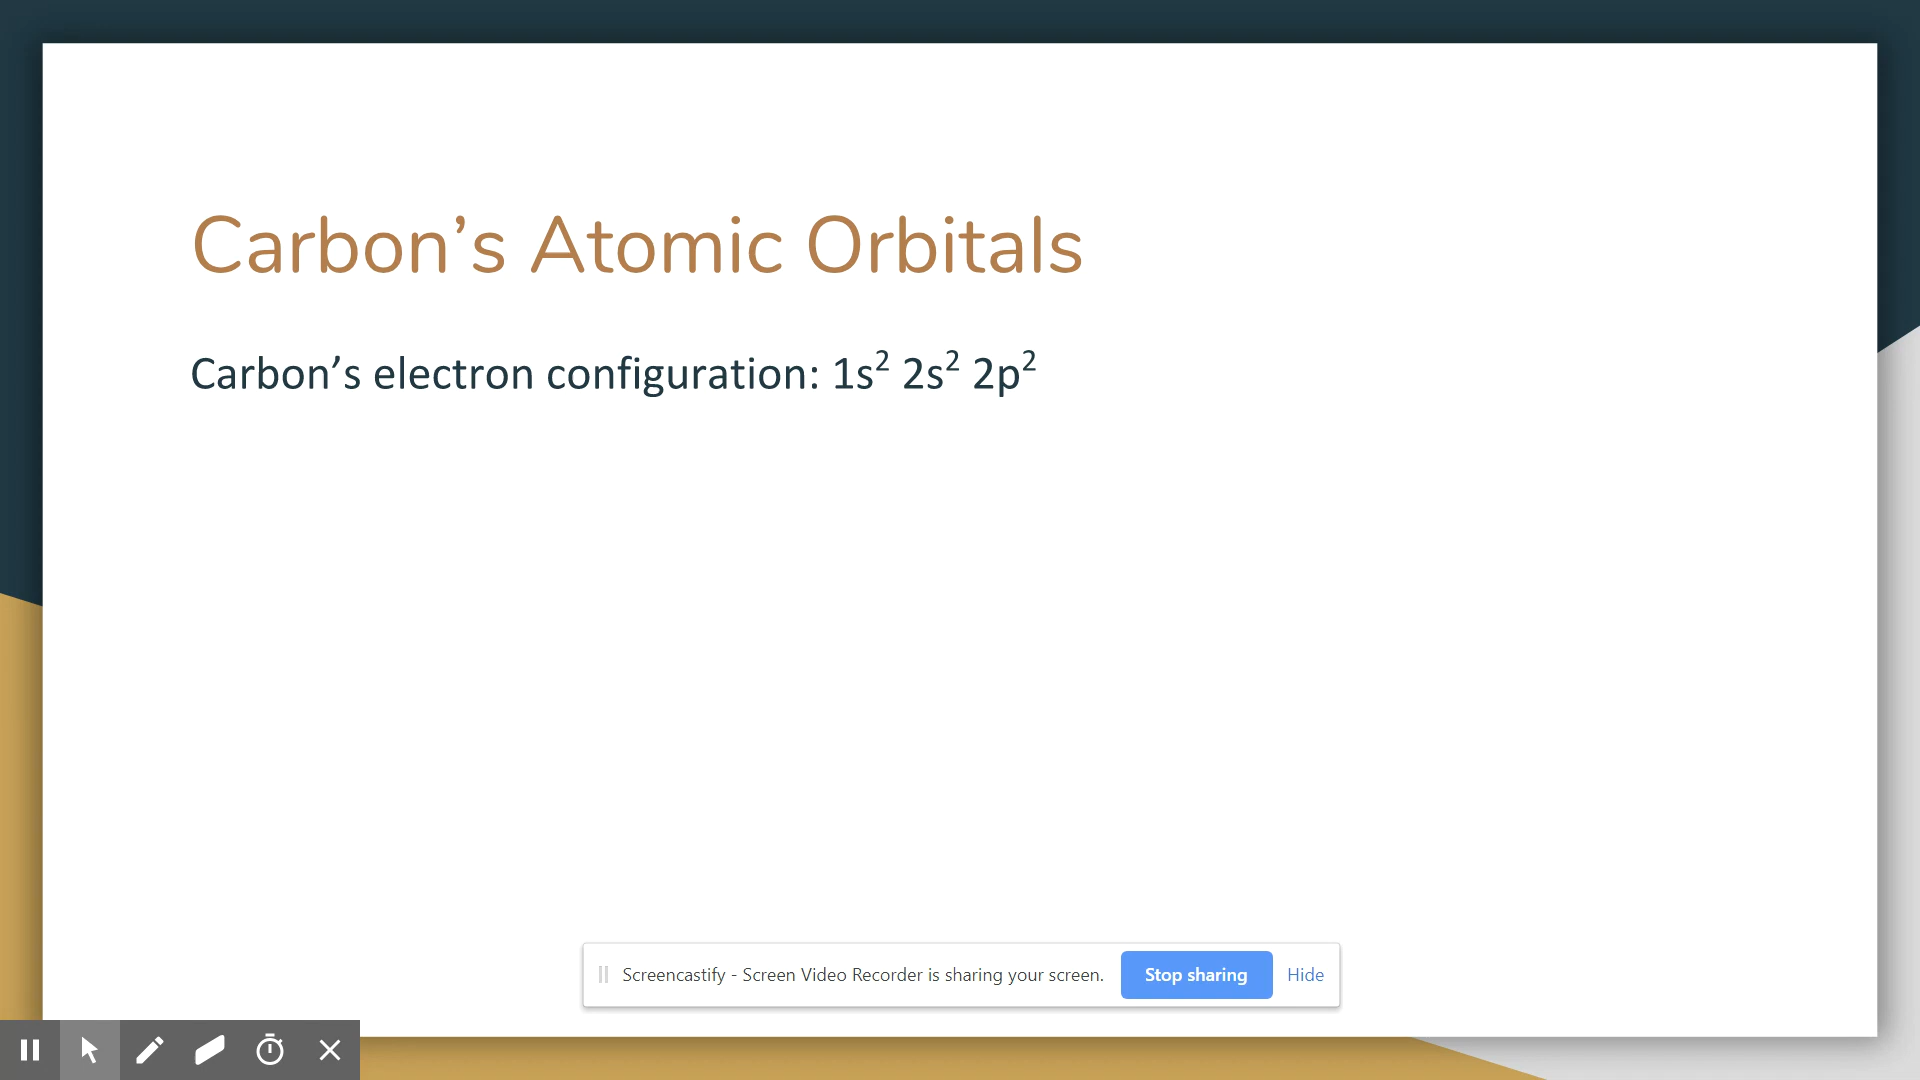 Carbon’s Atomic Orbitals
Carbon’s electron configuration: 1s² 2s² 2p²
Screencastify - Screen Video Recorder is sharing your screen. Stop sharing Hide